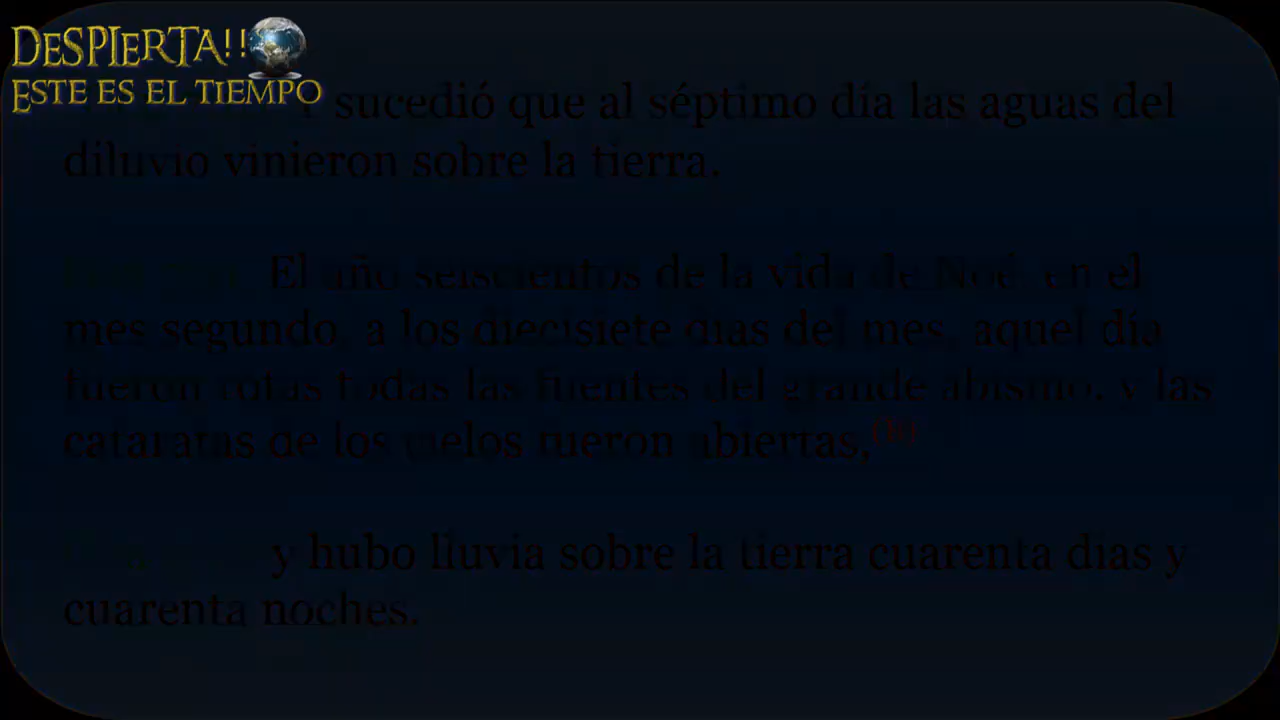 DESPIERTA!!
ESTE ES EL TIEMPO
Y sucedió que al séptimo día las aguas del
diluvio vinieron sobre la tierra.
El año seiscientos de la vida de Noé, en el
mes segundo, a los diecisiete días del mes, aquel día
fueron rotas todas las fuentes del grande abismo, y las
cataratas de los cielos fueron abiertas,
y hubo lluvia sobre la tierra cuarenta días y
cuarenta noches.